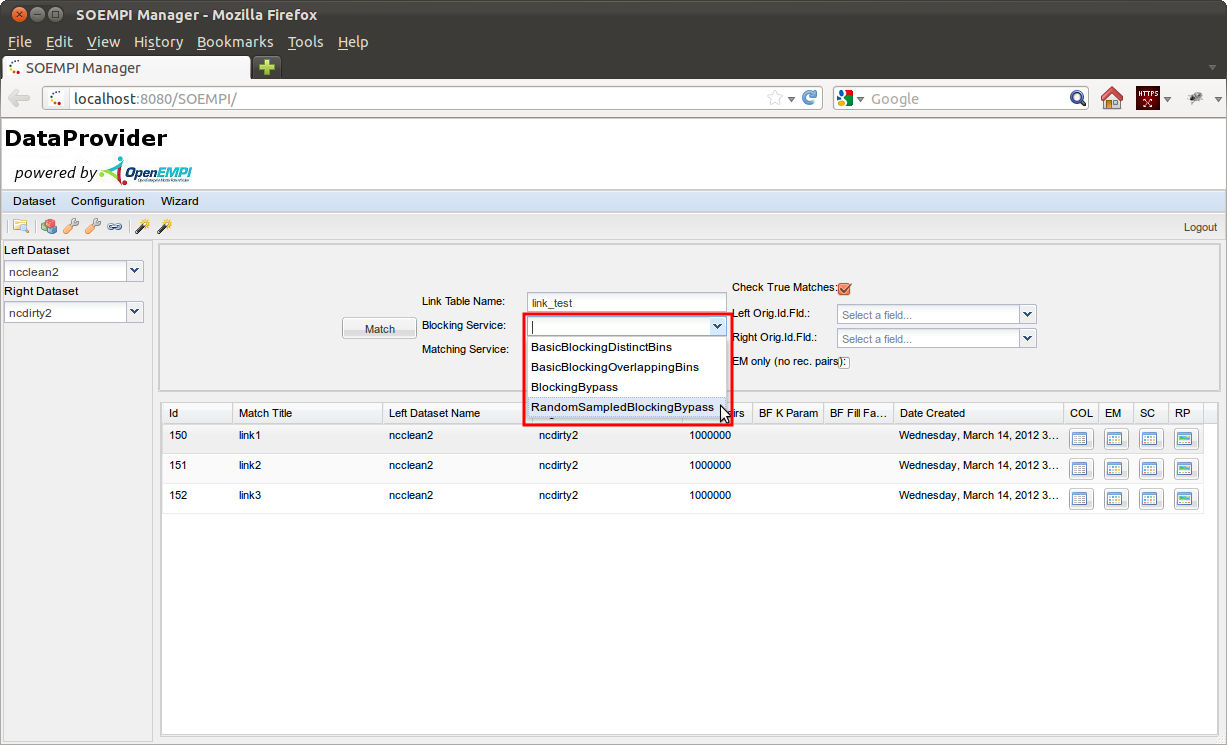 SOEMPI Manager - Mozilla Firefox
File Edit View History Bookmarks Tools Help
SOEMPI Manager
localhost:8080/SOEMPI/
Google
HTTPS
DataProvider
powered by OpenEMPI
Dataset Configuration Wizard
Logout
Left Dataset
ncclean2
Right Dataset
ncdirty2
Match
Link Table Name: link_test
Blocking Service:
Matching Service:
BasicBlockingDistinctBins
BasicBlockingOverlappingBins
BlockingBypass
RandomSampledBlockingBypass
Check True Matches:
Left Orig.Id.Fld.: Select a field...
Right Orig.Id.Fld.: Select a field...
EM only (no rec. pairs):
Id Match Title Left Dataset Name BF K Param BF Fill Fa... Date Created COL EM SC RP
150 link1 ncclean2 ncdirty2 1000000 Wednesday, March 14, 2012 3...
151 link2 ncclean2 ncdirty2 1000000 Wednesday, March 14, 2012 3...
152 link3 ncclean2 ncdirty2 1000000 Wednesday, March 14, 2012 3...